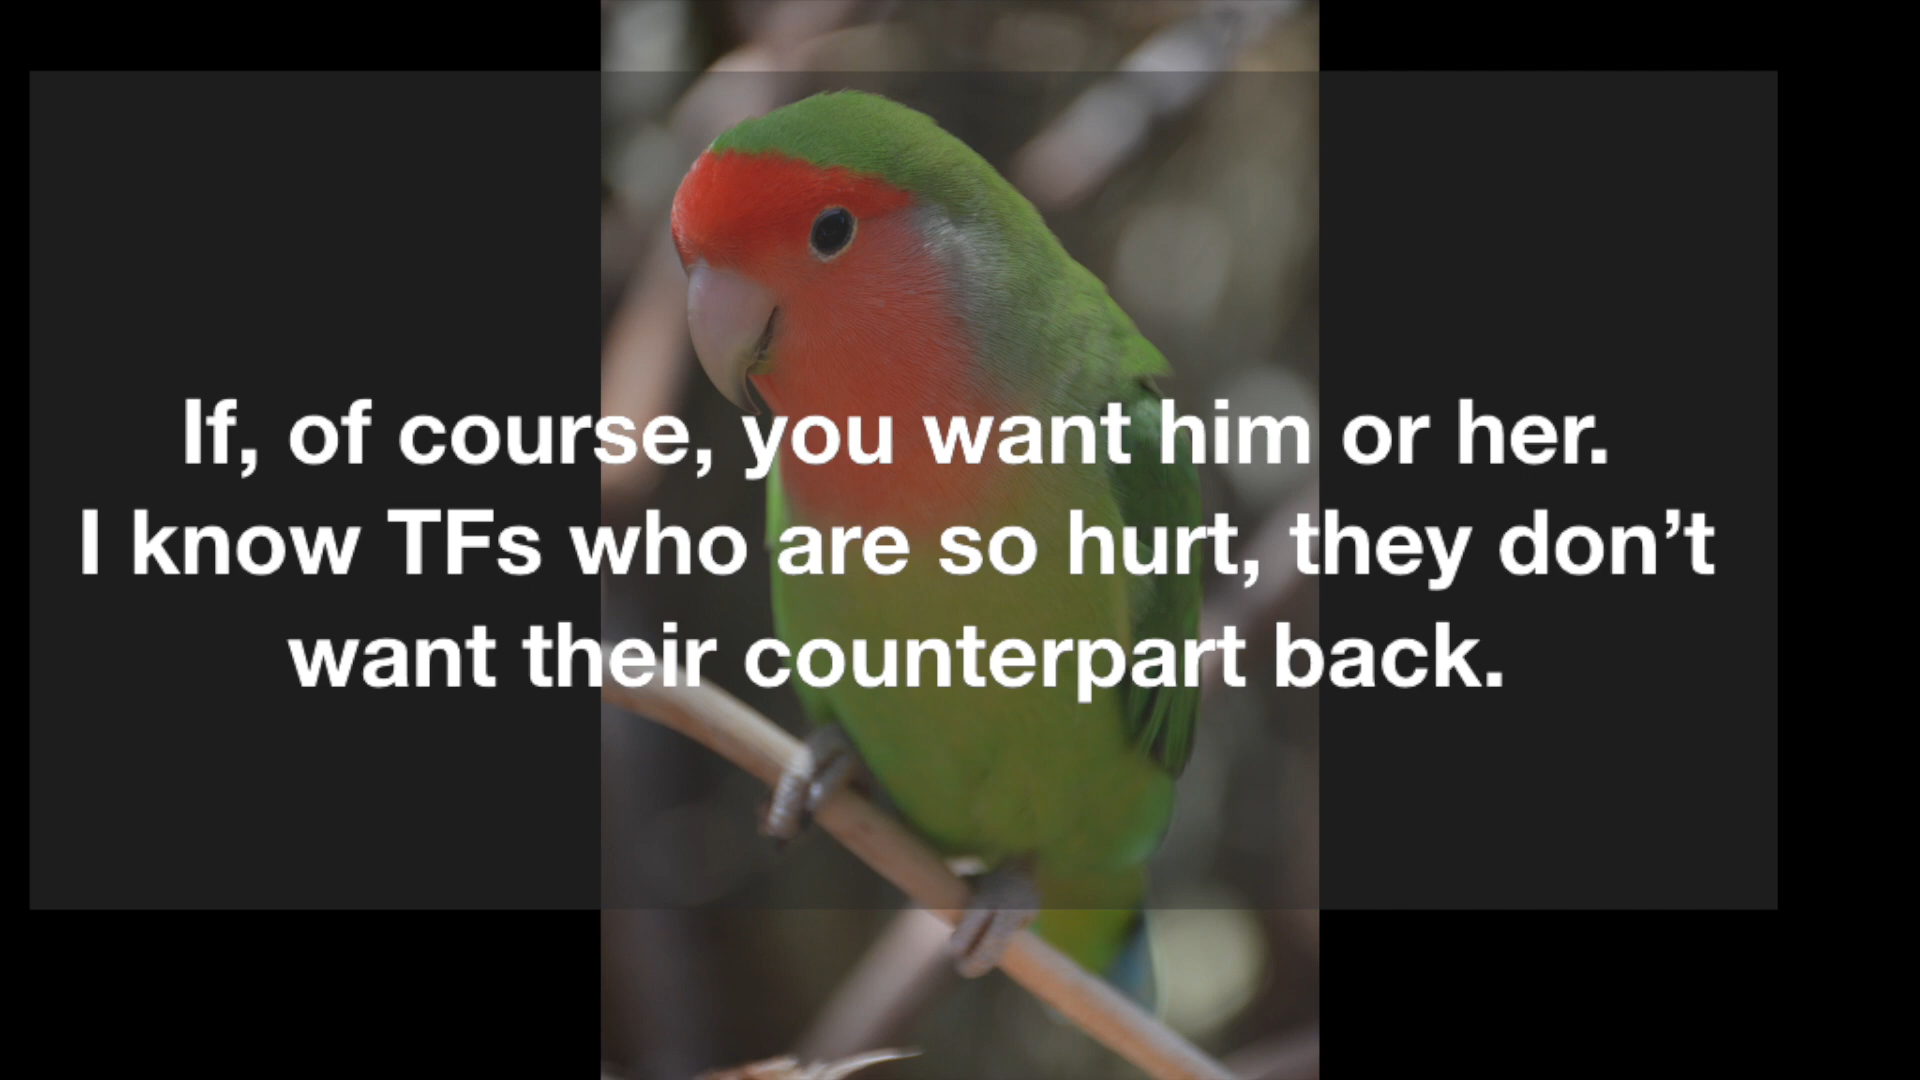 If, of course, you want him or her.
I know TFs who are so hurt, they don’t
want their counterpart back.